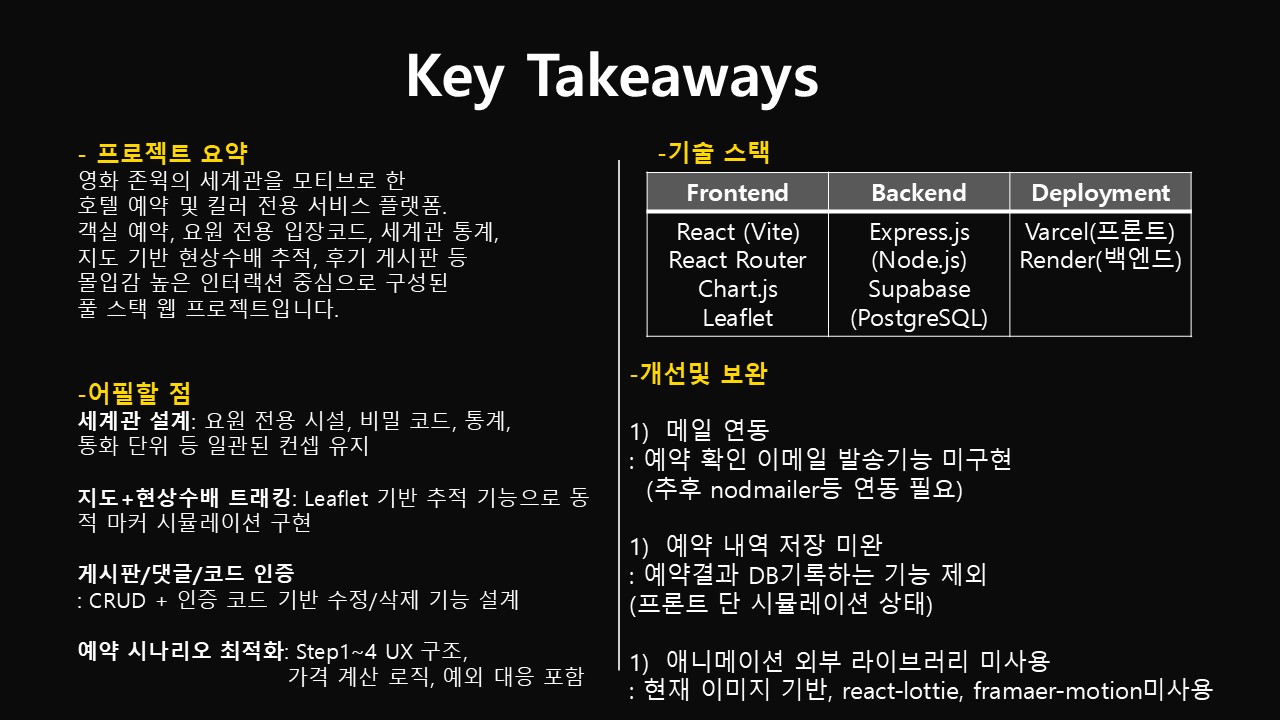 Key Takeaways
- 프로젝트 요약
영화 존윅의 세계관을 모티브로 한
호텔 예약 및 킬러 전용 서비스 플랫폼.
객실 예약, 요원 전용 입장코드, 세계관 통계,
지도 기반 현상수배 추적, 후기 게시판 등
몰입감 높은 인터랙션 중심으로 구성된
풀 스택 웹 프로젝트입니다.
-어필할 점
세계관 설계: 요원 전용 시설, 비밀 코드, 통계,
통화 단위 등 일관된 컨셉 유지
지도+현상수배 트래킹: Leaflet 기반 추적 기능으로 동
적 마커 시뮬레이션 구현
게시판/댓글/코드 인증
: CRUD + 인증 코드 기반 수정/삭제 기능 설계
예약 시나리오 최적화: Step1~4 UX 구조,
가격 계산 로직, 예외 대응 포함
-기술 스택
Frontend Backend Deployment
React (Vite) Express.js Varcel(프론트)
React Router (Node.js) Render(백엔드)
Chart.js Supabase
Leaflet (PostgreSQL)
-개선및 보완
1) 메일 연동
: 예약 확인 이메일 발송기능 미구현
(추후 nodmailer등 연동 필요)
1) 예약 내역 저장 미완
: 예약결과 DB기록하는 기능 제외
(프론트 단 시뮬레이션 상태)
1) 애니메이션 외부 라이브러리 미사용
: 현재 이미지 기반, react-lottie, framaer-motion미사용